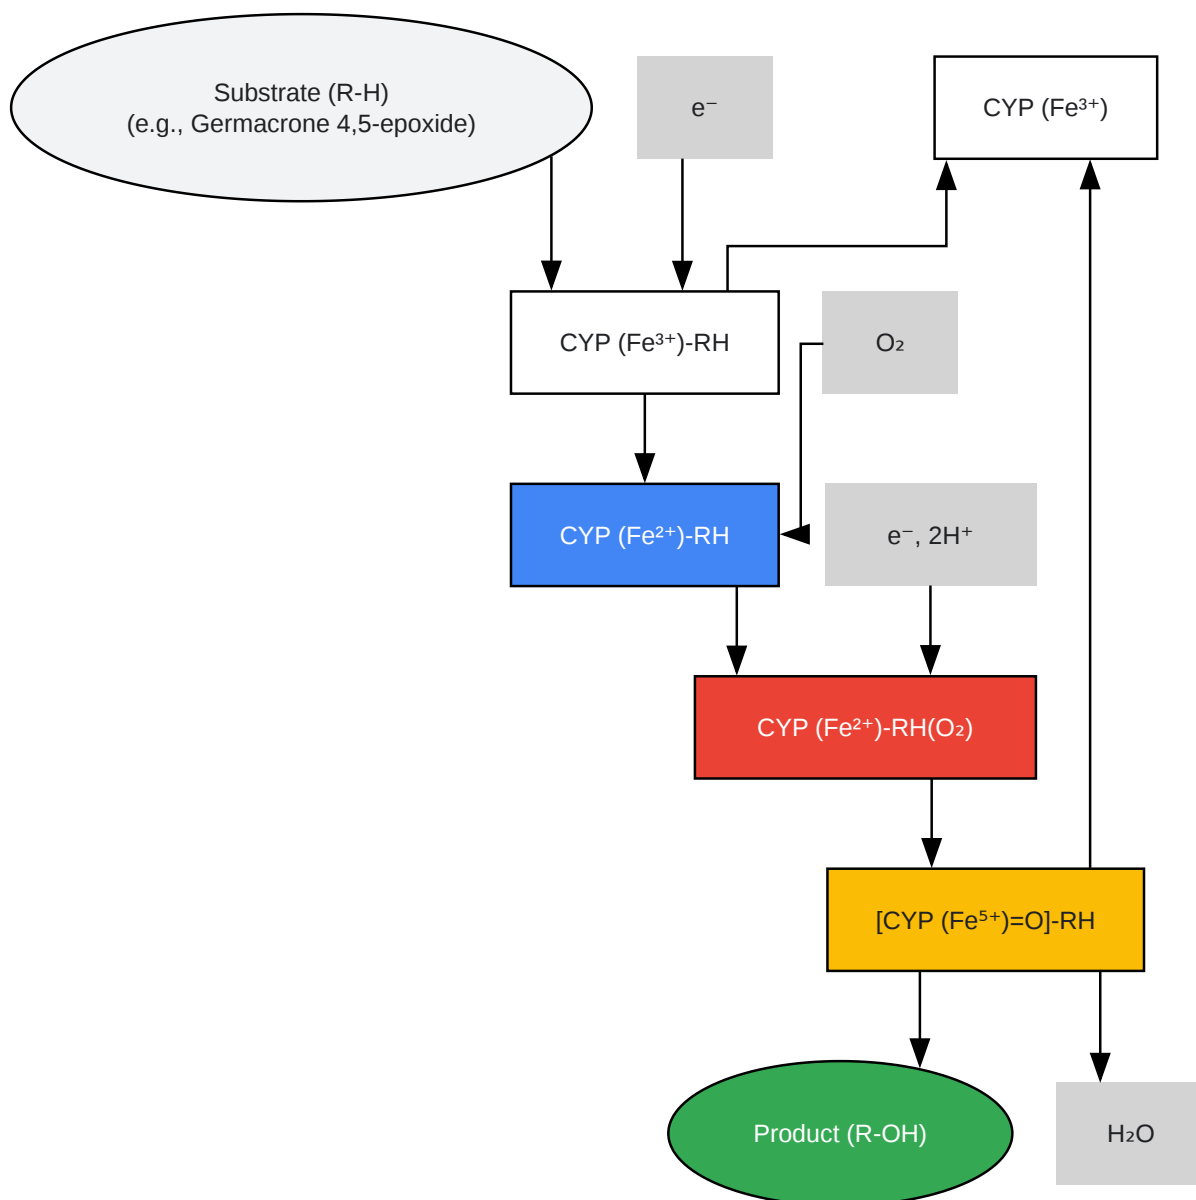 Substrate (R-H)
(e.g., Germacrone 4,5-epoxide)
e⁻
CYP (Fe³⁺)
CYP (Fe³⁺)-RH
O₂
CYP (Fe²⁺)-RH
e⁻, 2H⁺
CYP (Fe²⁺)-RH(O₂)
[CYP (Fe⁵⁺)=O]-RH
Product (R-OH)
H₂O